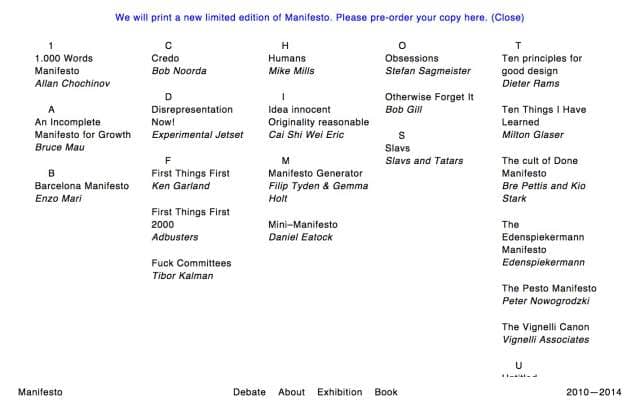 We will print a new limited edition of Manifesto. Please pre-order your copy here. (Close)
1
1.000 Words
Manifesto
Allan Chochinov
A
An Incomplete
Manifesto for Growth
Bruce Mau
B
Barcelona Manifesto
Enzo Mari
C
Credo
Bob Noorda
D
Disrepresentation
Now!
Experimental Jetset
F
First Things First
Ken Garland
First Things First
2000
Adbusters
Fuck Committees
Tibor Kalman
H
Humans
Mike Mills
I
Idea innocent
Originality reasonable
Cai Shi Wei Eric
M
Manifesto Generator
Filip Tyden & Gemma
Holt
Mini–Manifesto
Daniel Eatock
O
Obsessions
Stefan Sagmeister
Otherwise Forget It
Bob Gill
S
Slavs
Slavs and Tatars
T
Ten principles for
good design
Dieter Rams
Ten Things I Have
Learned
Milton Glaser
The cult of Done
Manifesto
Bre Pettis and Kio
Stark
The
Edenspiekermann
Manifesto
Edenspiekermann
The Pesto Manifesto
Peter Nowogrodzki
The Vignelli Canon
Vignelli Associates
U
Manifesto
Debate About Exhibition Book
2010—2014